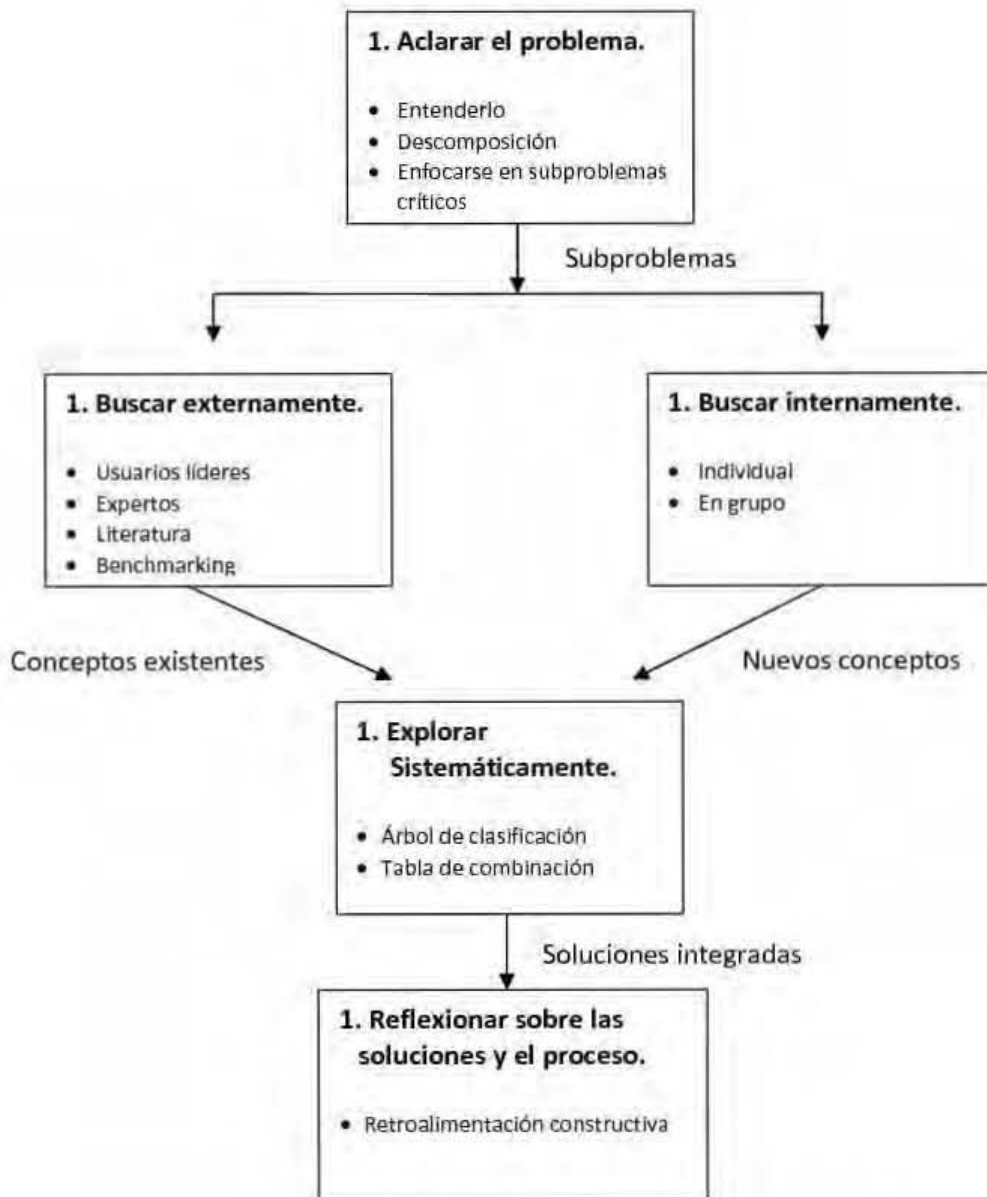 1. Aclarar el problema.
• Entenderlo
• Descomposición
• Enfocarse en subproblemas
críticos
Subproblemas
1. Buscar externamente.
• Usuarios líderes
• Expertos
• Literatura
• Benchmarking
1. Buscar internamente.
• Individual
• En grupo
Conceptos existentes
Nuevos conceptos
1. Explorar
Sistemáticamente.
• Árbol de clasificación
• Tabla de combinación
Soluciones integradas
1. Reflexionar sobre las
soluciones y el proceso.
• Retroalimentación constructiva